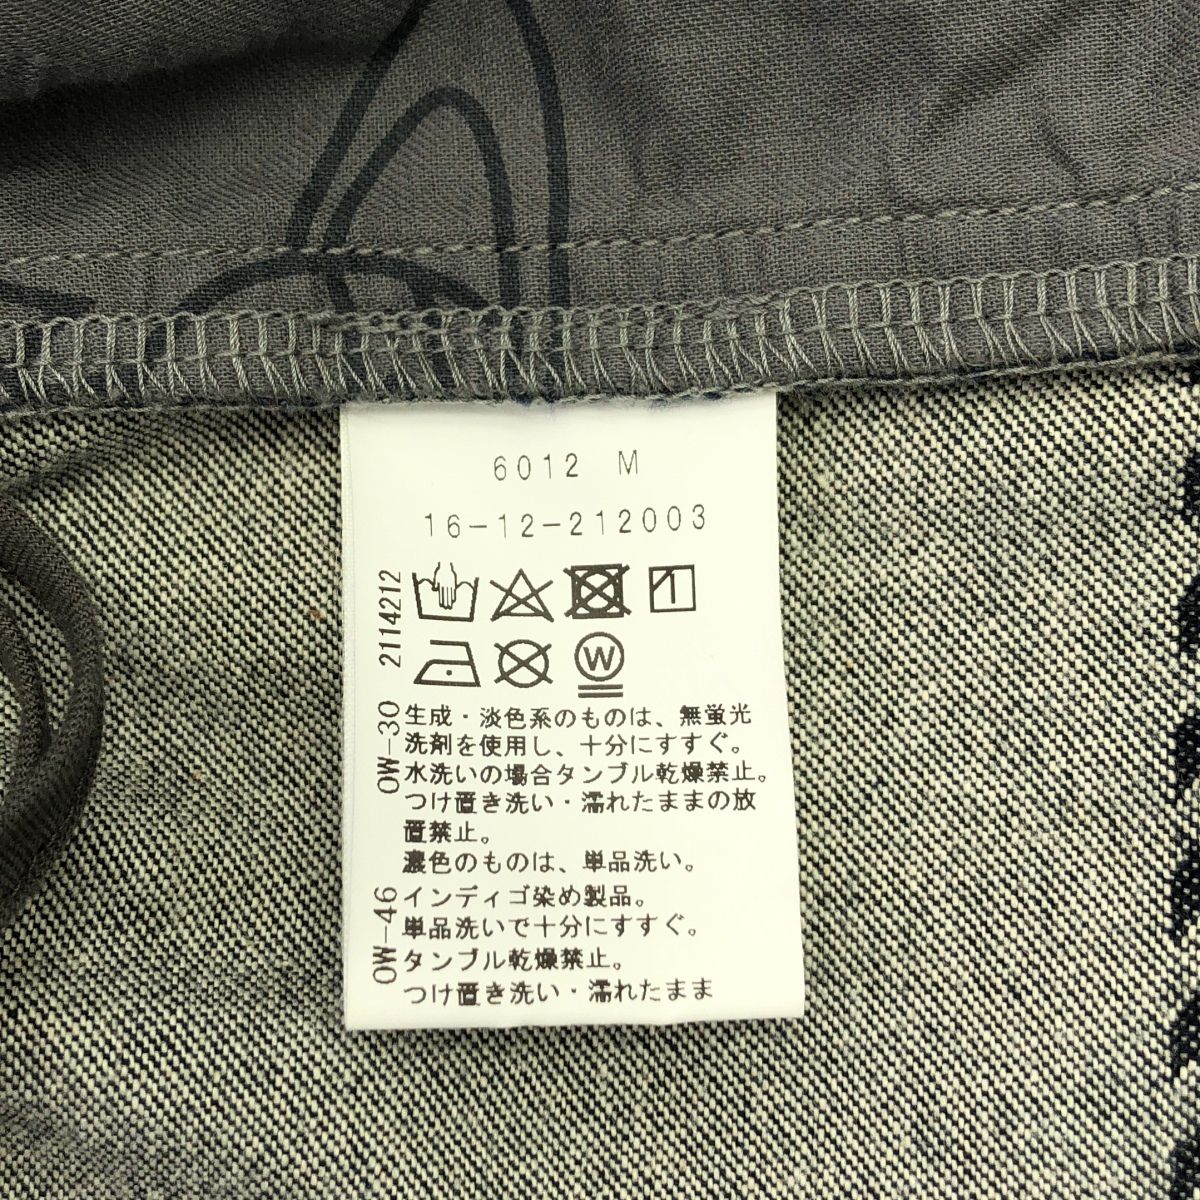 6012 M
16-12-212003
2114212
W
OW-30
生成・淡色系のものは、無蛍光
洗剤を使用し、十分にすすぐ。
水洗いの場合タンブル乾燥禁止。
つけ置き洗い・濡れたままの放
置禁止。
濃色のものは、単品洗い。
OW-46
インディゴ染め製品。
単品洗いで十分にすすぐ。
タンブル乾燥禁止。
つけ置き洗い・濡れたまま